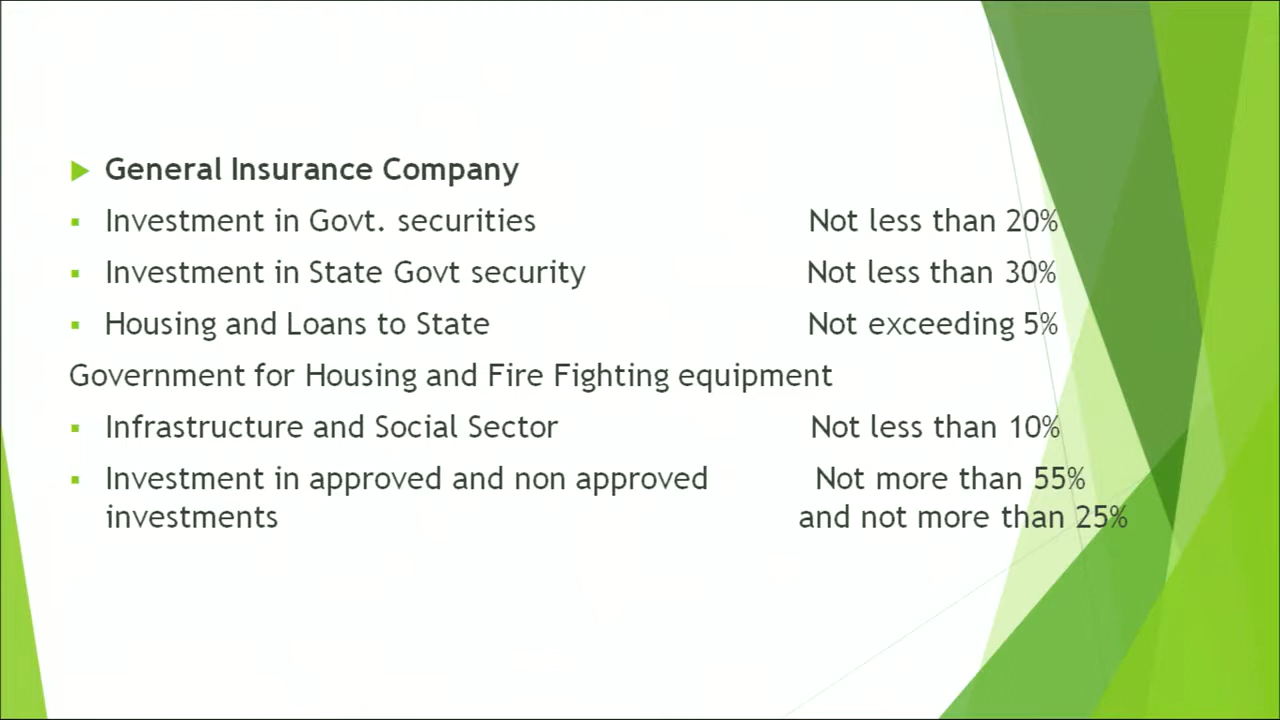 General Insurance Company
Investment in Govt. securities Not less than 20%
Investment in State Govt security Not less than 30%
Housing and Loans to State Not exceeding 5%
Government for Housing and Fire Fighting equipment
Infrastructure and Social Sector Not less than 10%
Investment in approved and non approved Not more than 55%
investments and not more than 25%